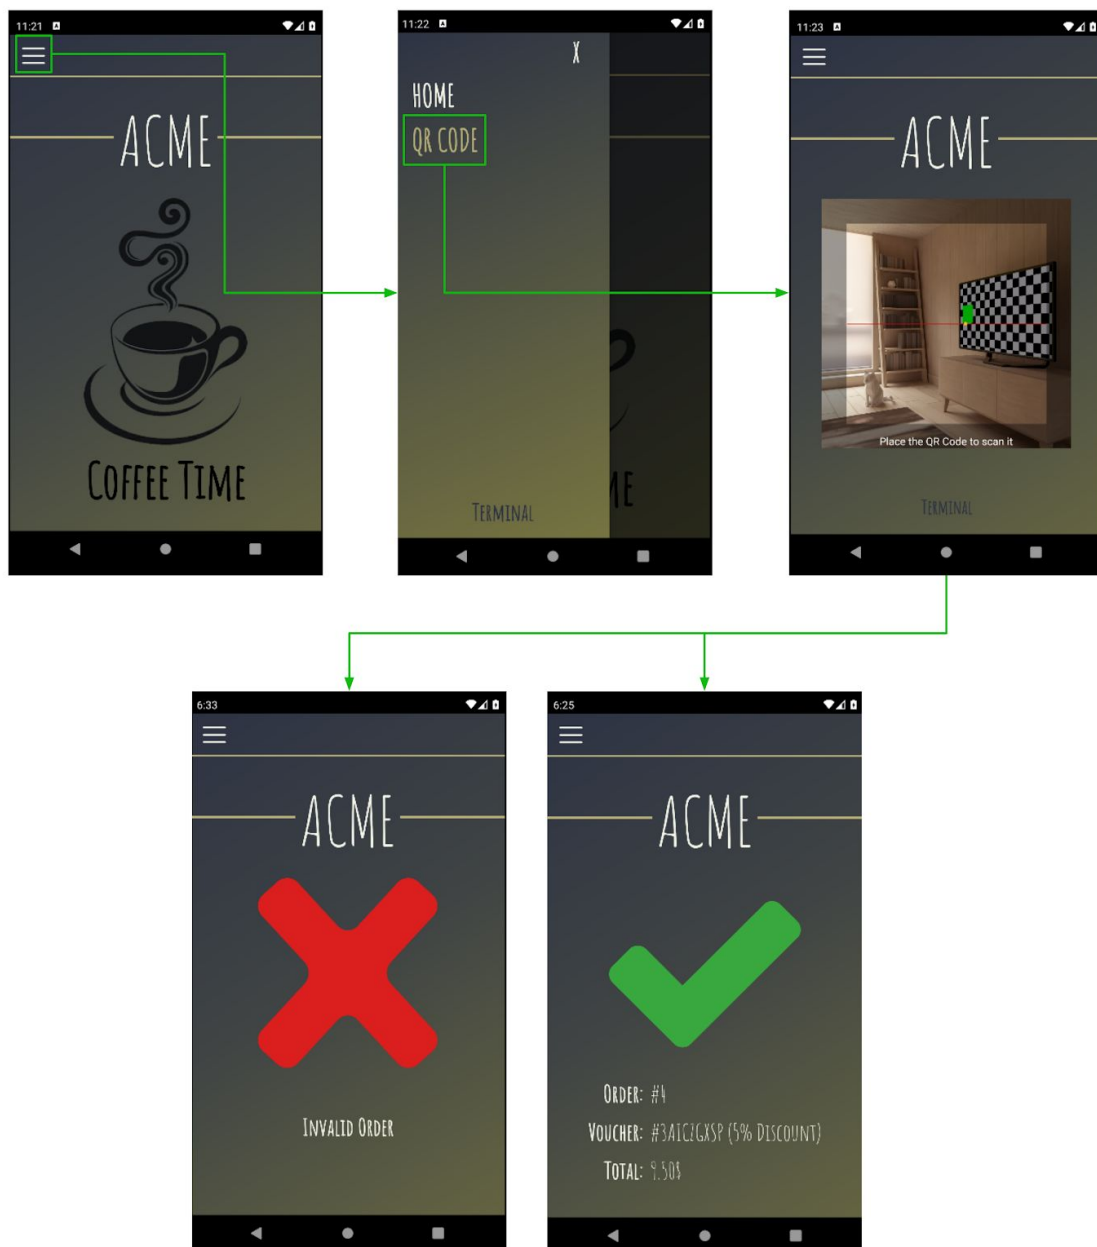 11:21
ACME
COFFEE TIME
11:22
X
HOME
QR CODE
ME
TERMINAL
11:23
ACME
Place the QR Code to scan it
TERMINAL
6:33
ACME
INVALID ORDER
6:25
ACME
ORDER: #4
VOUCHER: #3AICZGXSP (5% DISCOUNT)
TOTAL: 9.50$